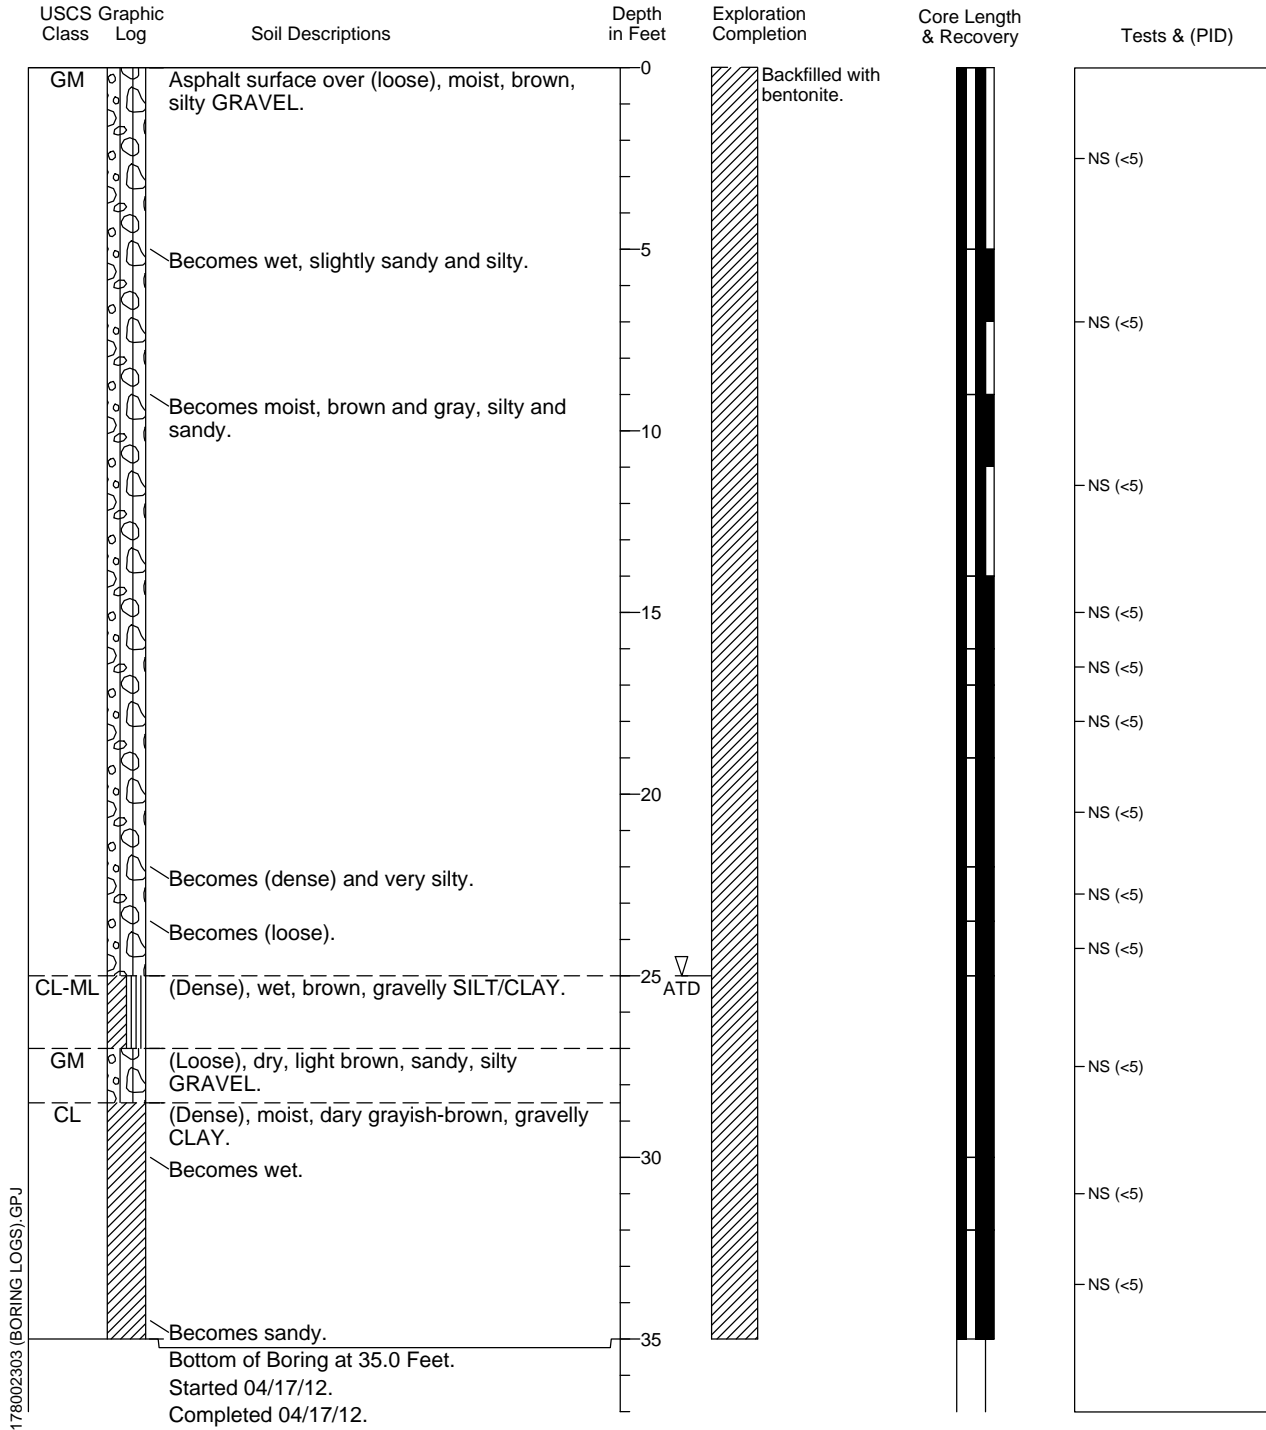 USCS Graphic
Class Log
Soil Descriptions
Depth
in Feet
Exploration
Completion
Core Length
& Recovery
Tests & (PID)
GM
Asphalt surface over (loose), moist, brown,
silty GRAVEL.
0
Backfilled with
bentonite.
NS (<5)
Becomes wet, slightly sandy and silty.
5
NS (<5)
Becomes moist, brown and gray, silty and
sandy.
10
NS (<5)
15
NS (<5)
NS (<5)
NS (<5)
20
NS (<5)
Becomes (dense) and very silty.
NS (<5)
Becomes (loose).
NS (<5)
CL-ML
(Dense), wet, brown, gravelly SILT/CLAY.
25
ATD
GM
(Loose), dry, light brown, sandy, silty
GRAVEL.
NS (<5)
CL
(Dense), moist, dary grayish-brown, gravelly
CLAY.
Becomes wet.
30
NS (<5)
NS (<5)
Becomes sandy.
35
Bottom of Boring at 35.0 Feet.
Started 04/17/12.
Completed 04/17/12.
178002303 (BORING LOGS).GPJ